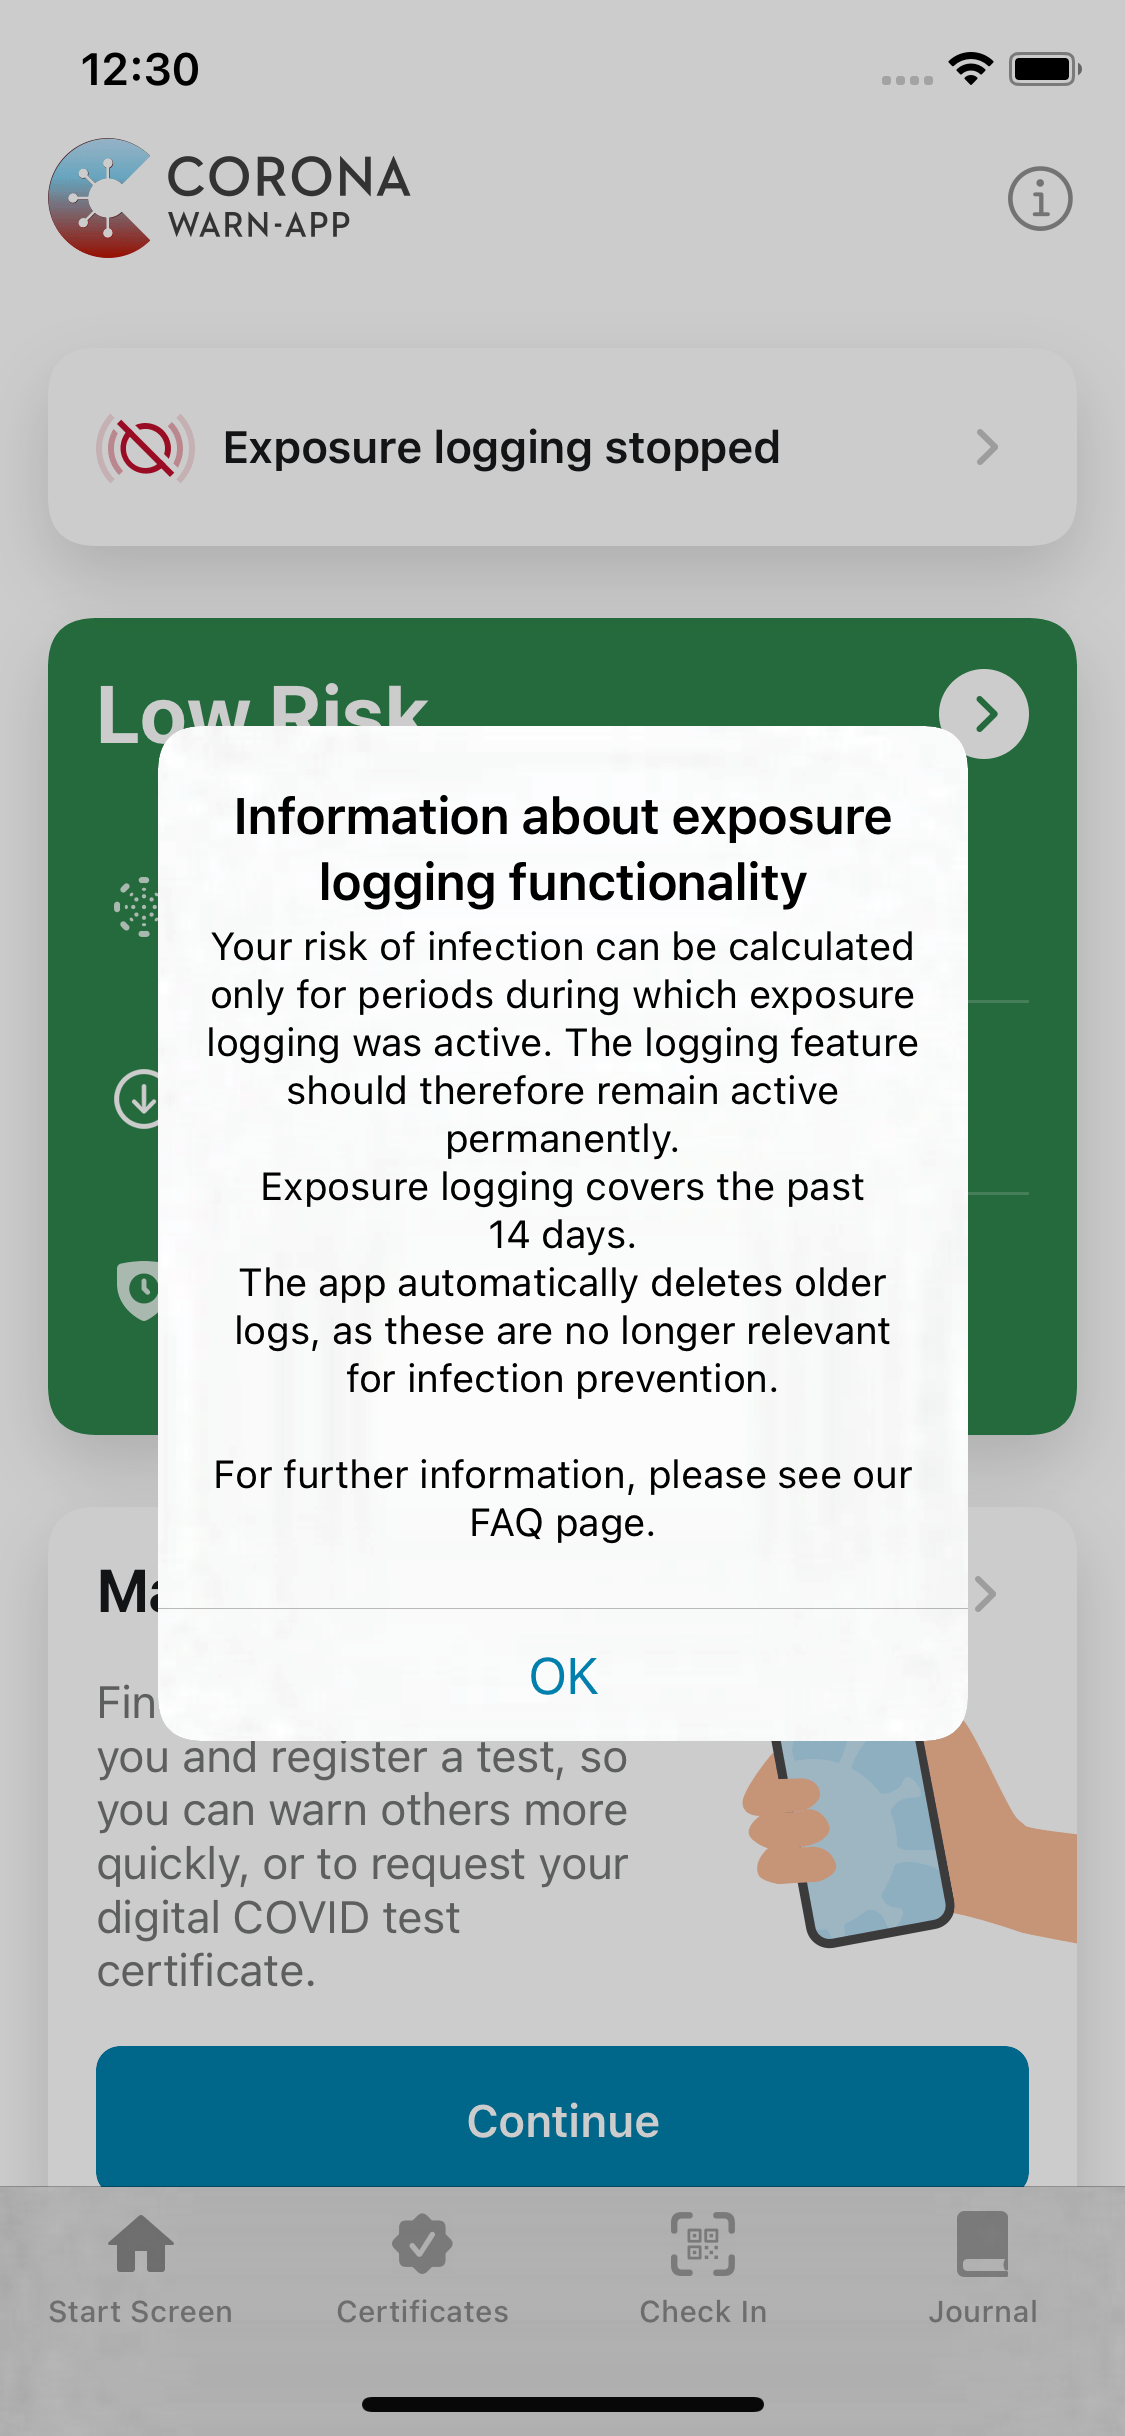 12:30
CORONA
WARN-APP
Exposure logging stopped
Low Risk
Information about exposure
logging functionality
Your risk of infection can be calculated
only for periods during which exposure
logging was active. The logging feature
should therefore remain active
permanently.
Exposure logging covers the past
14 days.
The app automatically deletes older
logs, as these are no longer relevant
for infection prevention.
For further information, please see our
FAQ page.
OK
you and register a test, so
you can warn others more
quickly, or to request your
digital COVID test
certificate.
Continue
Start Screen
Certificates
Check In
Journal